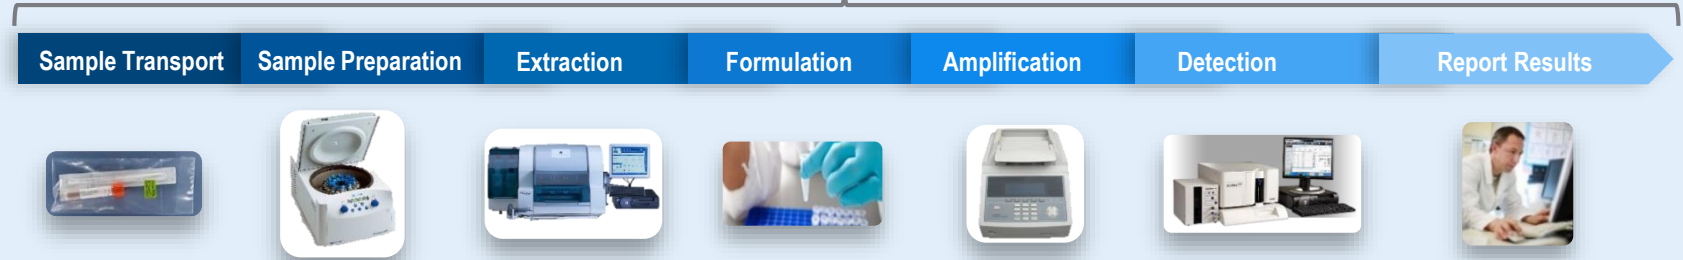 Sample Transport
Sample Preparation
Extraction
Formulation
Amplification
Detection
Report Results